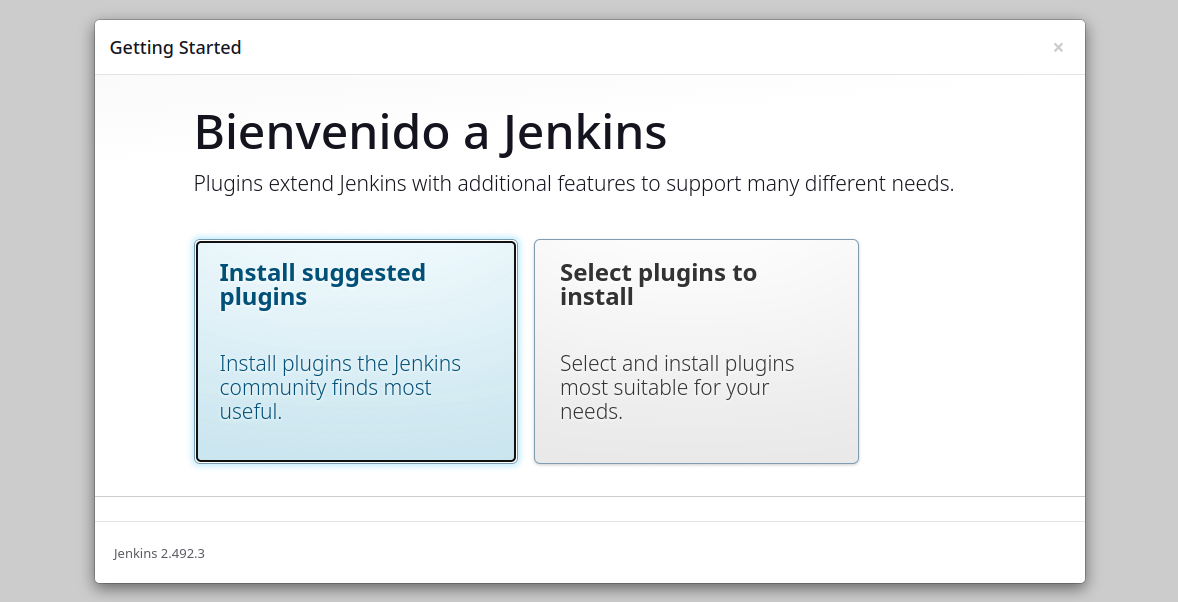 Getting Started
×
Bienvenido a Jenkins
Plugins extend Jenkins with additional features to support many different needs.
Install suggested
plugins
Install plugins the Jenkins
community finds most
useful.
Select plugins to
install
Select and install plugins
most suitable for your
needs.
Jenkins 2.492.3